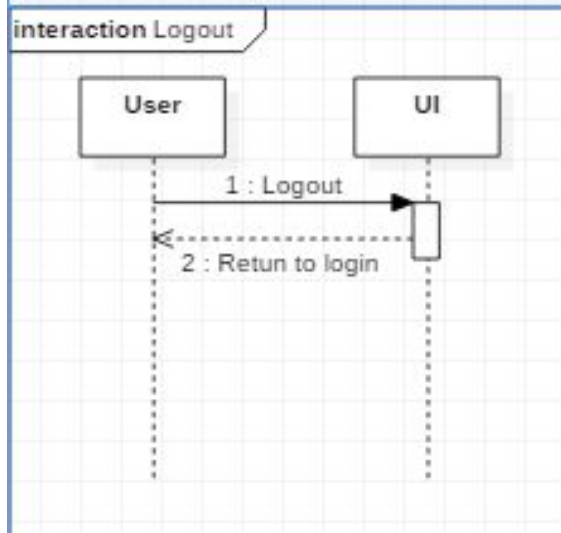 interaction Logout
User
UI
1 : Logout
2 : Retun to login